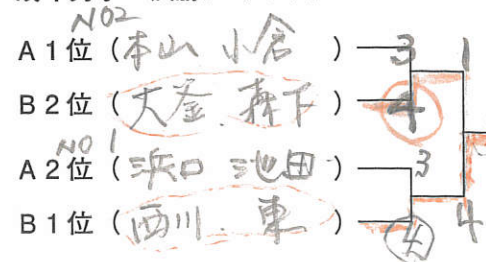 NO2
A1位(本山 小倉) 3 1
B2位(大釜.森下) 4
NO1
A2位(浜口 池田) 3
B1位(西川.東) 4 4